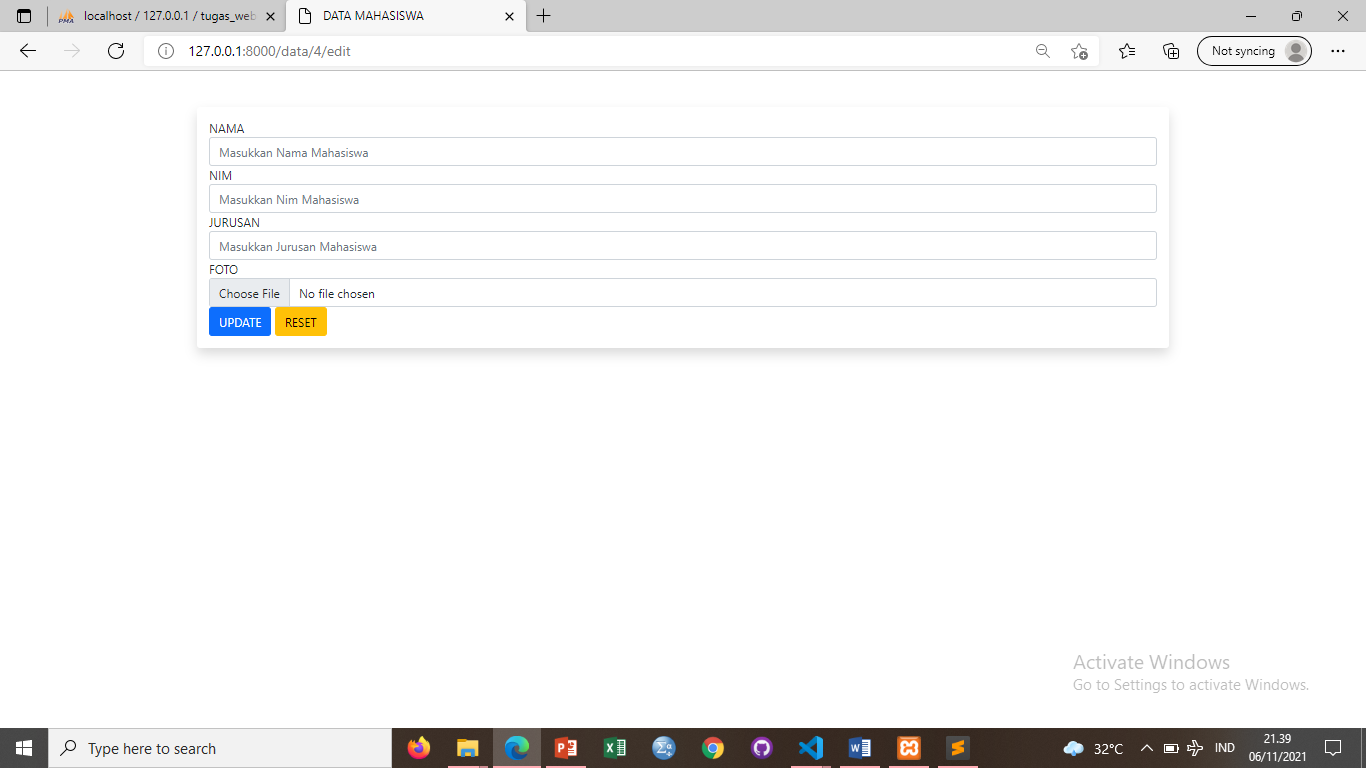 localhost / 127.0.0.1 / tugas_web
DATA MAHASISWA
127.0.0.1:8000/data/4/edit
Not syncing
NAMA
Masukkan Nama Mahasiswa
NIM
Masukkan Nim Mahasiswa
JURUSAN
Masukkan Jurusan Mahasiswa
FOTO
Choose File No file chosen
UPDATE RESET
Activate Windows
Go to Settings to activate Windows.
Type here to search
32°C
IND
21.39
06/11/2021